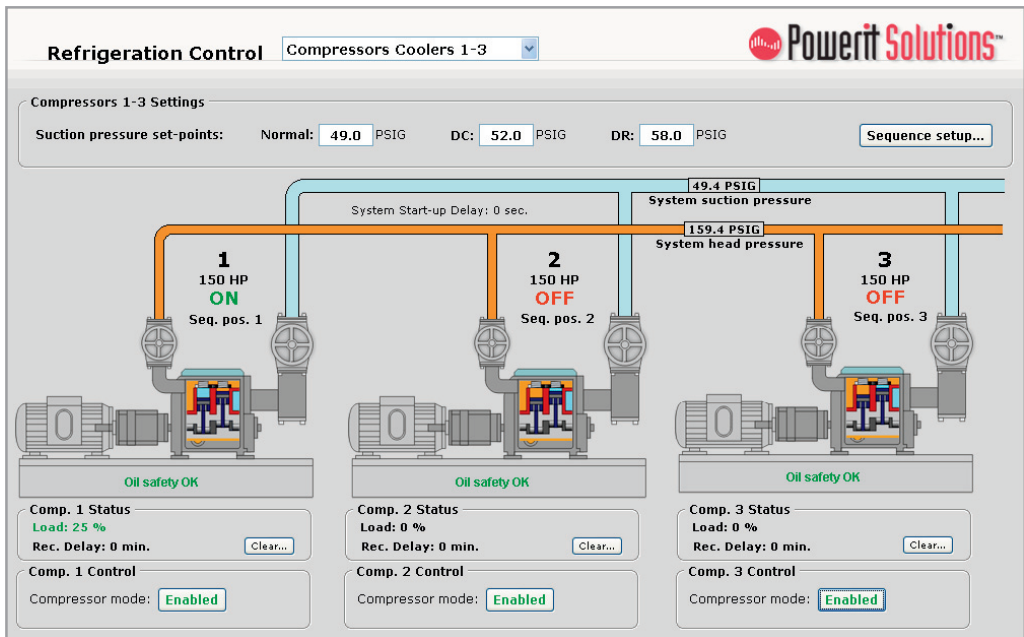 Refrigeration Control Compressors Coolers 1-3 Powerit Solutions™
Compressors 1-3 Settings
Suction pressure set-points: Normal: 49.0 PSIG DC: 52.0 PSIG DR: 58.0 PSIG Sequence setup...
49.4 PSIG
System suction pressure
System Start-up Delay: 0 sec.
159.4 PSIG
System head pressure
1 2 3
150 HP 150 HP 150 HP
ON OFF OFF
Seq. pos. 1 Seq. pos. 2 Seq. pos. 3
Oil safety OK Oil safety OK Oil safety OK
Comp. 1 Status Comp. 2 Status Comp. 3 Status
Load: 25 % Load: 0 % Load: 0 %
Rec. Delay: 0 min. Clear... Rec. Delay: 0 min. Clear... Rec. Delay: 0 min. Clear...
Comp. 1 Control Comp. 2 Control Comp. 3 Control
Compressor mode: Enabled Compressor mode: Enabled Compressor mode: Enabled